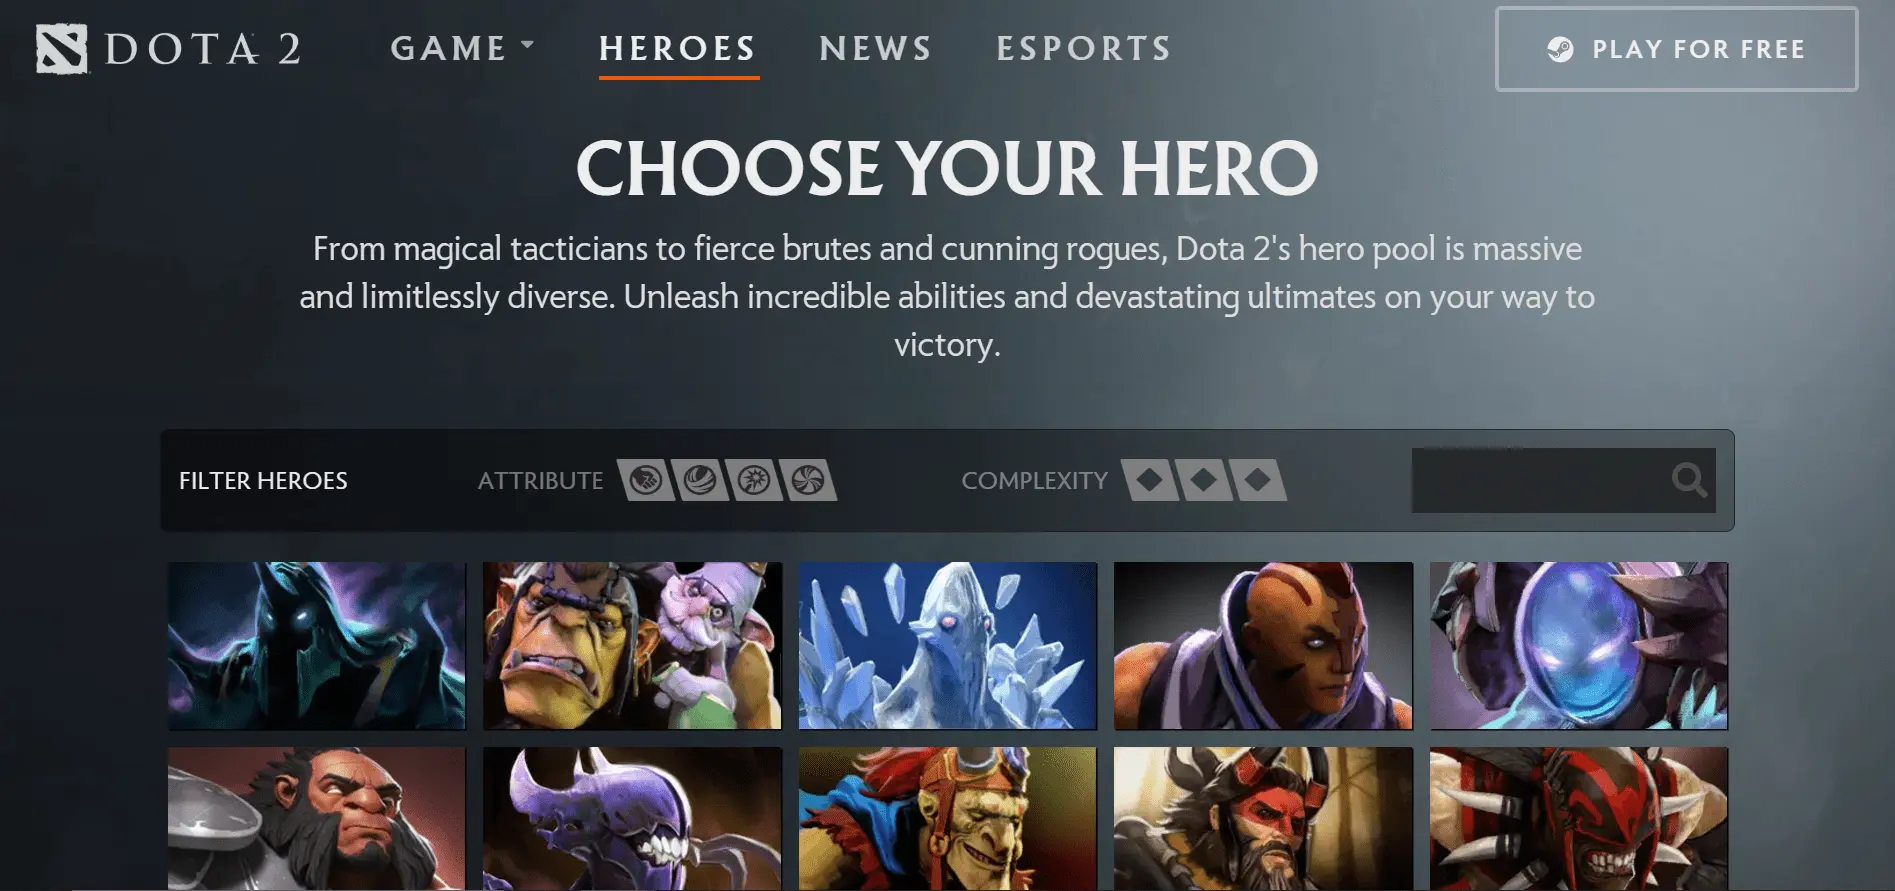 DOTA 2
GAME HEROES NEWS ESPORTS
PLAY FOR FREE
CHOOSE YOUR HERO
From magical tacticians to fierce brutes and cunning rogues, Dota 2's hero pool is massive
and limitlessly diverse. Unleash incredible abilities and devastating ultimates on your way to
victory.
FILTER HEROES ATTRIBUTE COMPLEXITY